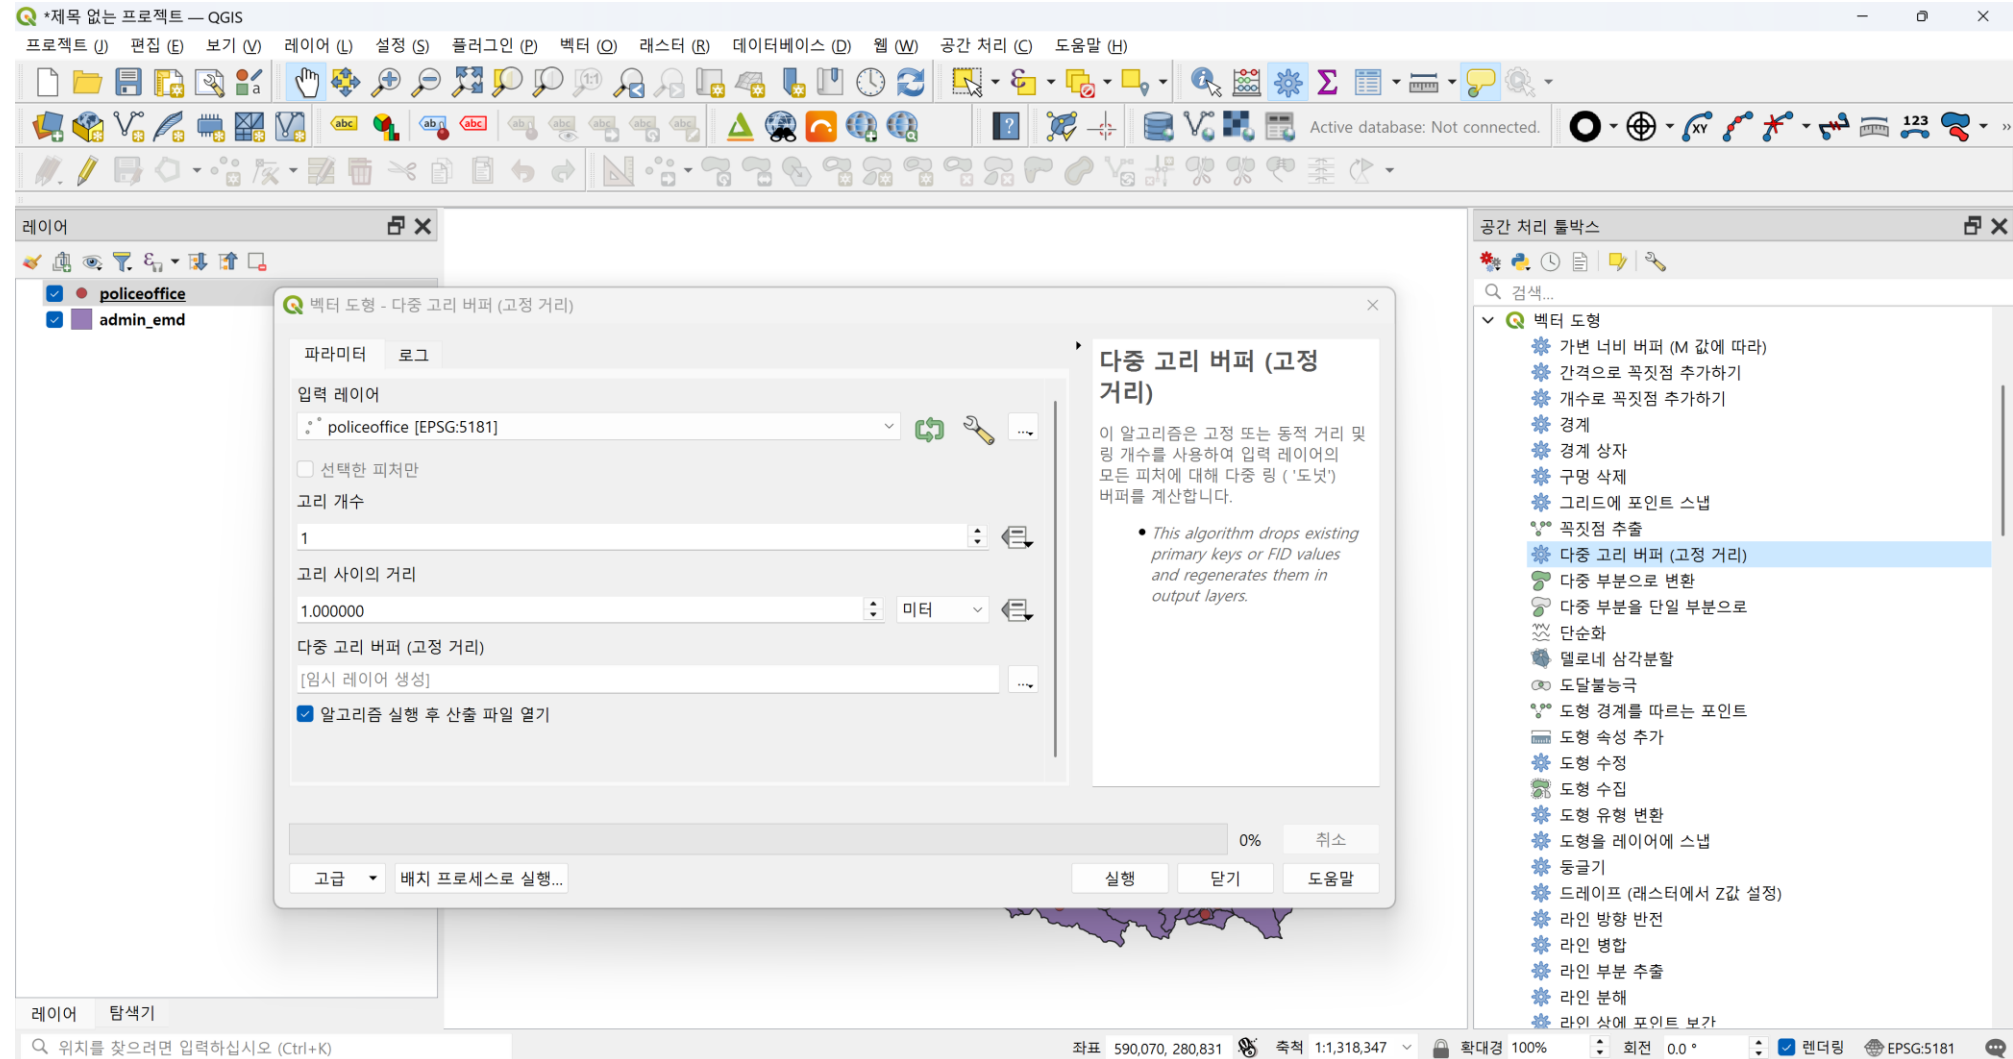 *제목 없는 프로젝트 — QGIS
프로젝트 (J) 편집 (E) 보기 (V) 레이어 (L) 설정 (S) 플러그인 (P) 벡터 (O) 래스터 (R) 데이터베이스 (D) 웹 (W) 공간 처리 (C) 도움말 (H)
Active database: Not connected.
레이어
policeoffice
admin_emd
벡터 도형 - 다중 고리 버퍼 (고정 거리)
파라미터 로그
입력 레이어
policeoffice [EPSG:5181]
선택한 피처만
고리 개수
1
고리 사이의 거리
1.000000 미터
다중 고리 버퍼 (고정 거리)
[임시 레이어 생성]
알고리즘 실행 후 산출 파일 열기
다중 고리 버퍼 (고정
거리)
이 알고리즘은 고정 또는 동적 거리 및
링 개수를 사용하여 입력 레이어의
모든 피처에 대해 다중 링 ( '도넛')
버퍼를 계산합니다.
• This algorithm drops existing
primary keys or FID values
and regenerates them in
output layers.
0% 취소
고급 배치 프로세스로 실행... 실행 닫기 도움말
공간 처리 툴박스
검색...
벡터 도형
가변 너비 버퍼 (M 값에 따라)
간격으로 꼭짓점 추가하기
개수로 꼭짓점 추가하기
경계
경계 상자
구멍 삭제
그리드에 포인트 스냅
꼭짓점 추출
다중 고리 버퍼 (고정 거리)
다중 부분으로 변환
다중 부분을 단일 부분으로
단순화
델로네 삼각분할
도달불능극
도형 경계를 따르는 포인트
도형 속성 추가
도형 수정
도형 수집
도형 유형 변환
도형을 레이어에 스냅
둥글기
드레이프 (래스터에서 Z값 설정)
라인 방향 반전
라인 병합
라인 부분 추출
라인 분해
라인 상에 포인트 보간
레이어 탐색기
위치를 찾으려면 입력하십시오 (Ctrl+K)
좌표 590,070, 280,831 축척 1:1,318,347 확대경 100% 회전 0.0 ° 렌더링 EPSG:5181